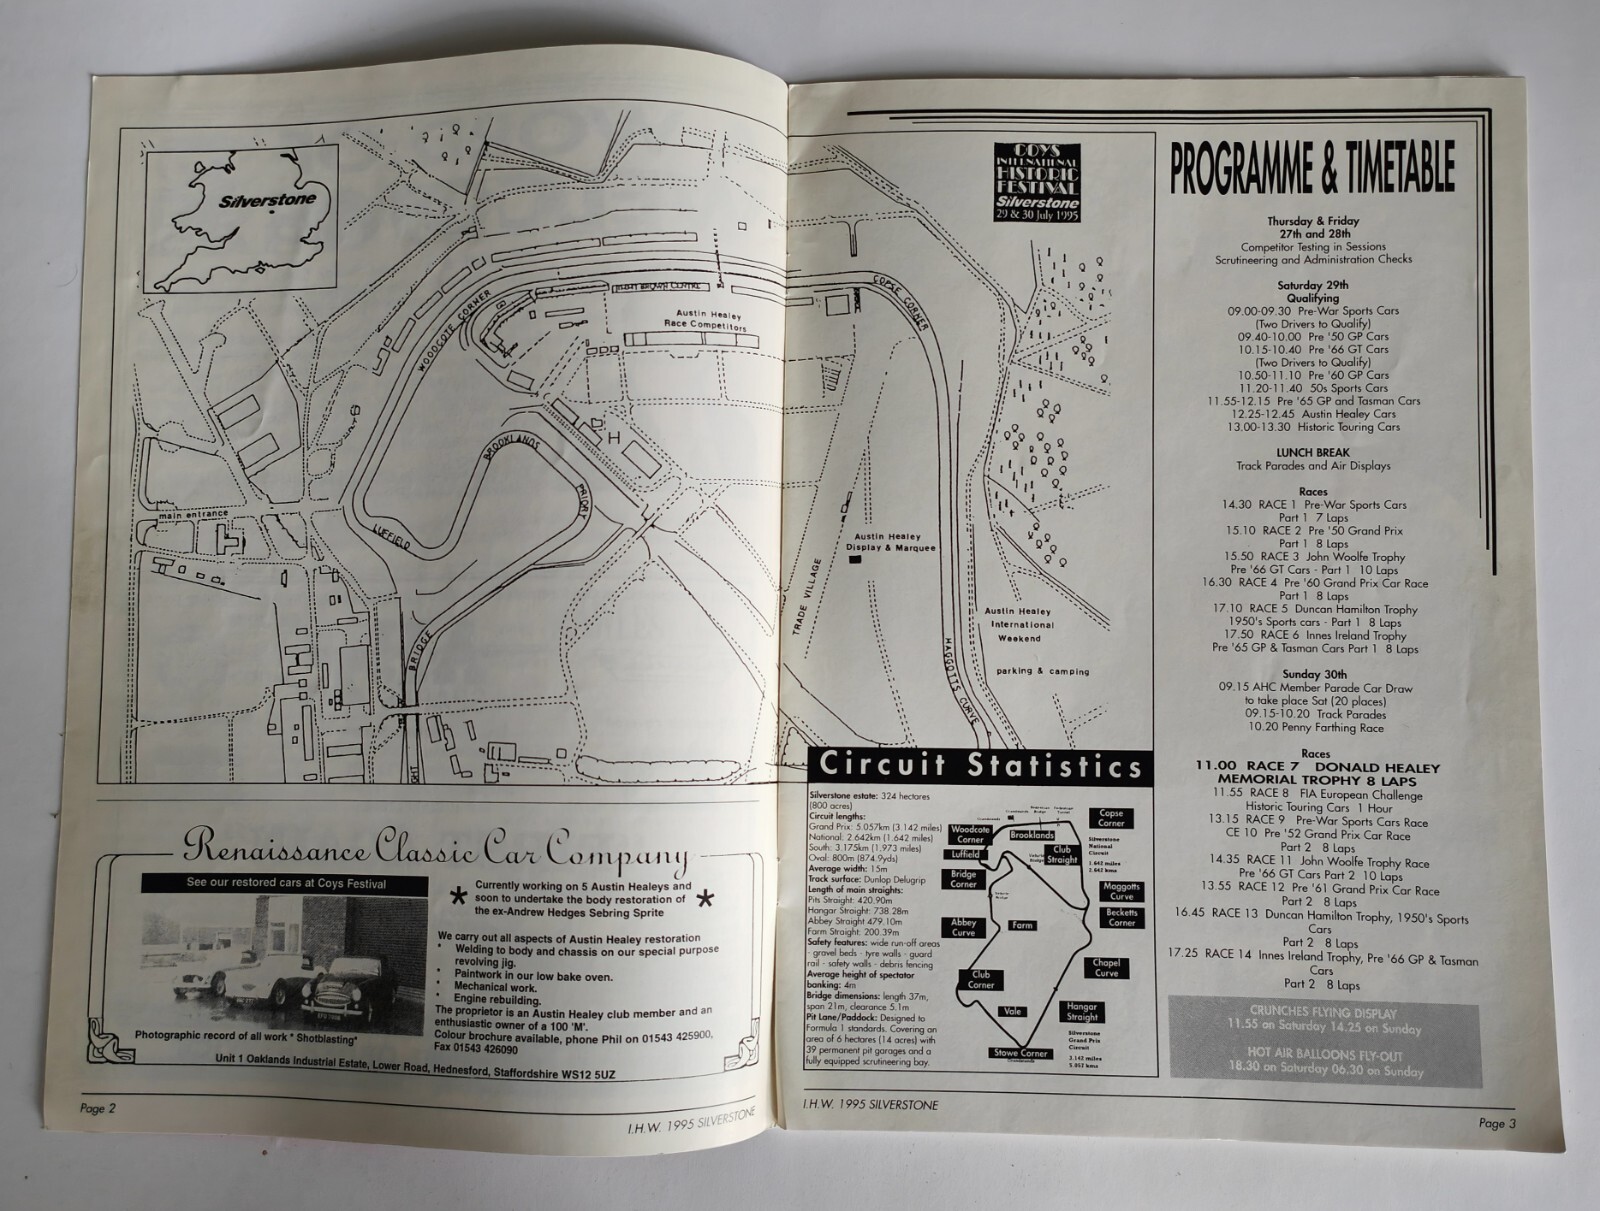 Silverstone
WOODCOTE CORNER
Austin Healey
Race Competitors
H
BROOKLANDS
PRIORY
LUFFIELD
main entrance
BRIDGE
Renaissance Classic Car Company
See our restored cars at Coys Festival
* Currently working on 5 Austin Healeys and *
soon to undertake the body restoration of
the ex-Andrew Hedges Sebring Sprite
We carry out all aspects of Austin Healey restoration
* Welding to body and chassis on our special purpose
revolving jig.
* Paintwork in our low bake oven.
* Mechanical work.
* Engine rebuilding.
The proprietor is an Austin Healey club member and an
enthusiastic owner of a 100 'M'.
Colour brochure available, phone Phil on 01543 425900,
Fax 01543 426090
Photographic record of all work * Shotblasting*
Unit 1 Oaklands Industrial Estate, Lower Road, Hednesford, Staffordshire WS12 5UZ
Page 2
I.H.W. 1995 SILVERSTONE
COYS
INTERNATIONAL
HISTORIC
FESTIVAL
Silverstone
29 & 30 July 1995
COPSE CORNER
Austin Healey
Display & Marquee
TRADE VILLAGE
Austin Healey
International
Weekend
parking & camping
MAGGOTTS CURVE
Circuit Statistics
Silverstone estate: 324 hectares
(800 acres)
Circuit lengths:
Grand Prix: 5.057km (3.142 miles)
National: 2.642km (1.642 miles)
South: 3.175km (1.973 miles)
Oval: 800m (874.9yds)
Average width: 15m
Track surface: Dunlop Delugrip
Length of main straights:
Pits Straight: 420.90m
Hangar Straight: 738.28m
Abbey Straight 479.10m
Farm Straight: 200.39m
Safety features: wide run-off areas
- gravel beds - tyre walls - guard
rail - safety walls - debris fencing
Average height of spectator
banking: 4m
Bridge dimensions: length 37m,
span 21m, clearance 5.1m
Pit Lane/Paddock: Designed to
Formula 1 standards. Covering an
area of 6 hectares (14 acres) with
39 permanent pit garages and a
fully equipped scrutineering bay.
Copse
Corner
Woodcote
Corner
Brooklands
Luffield
Club
Straight
Silverstone
National
Circuit
1.642 miles
2.642 kms
Bridge
Corner
Maggotts
Curve
Becketts
Corner
Abbey
Curve
Farm
Chapel
Curve
Club
Corner
Vale
Hangar
Straight
Silverstone
Grand Prix
Circuit
3.142 miles
5.057 kms
Stowe Corner
PROGRAMME & TIMETABLE
Thursday & Friday
27th and 28th
Competitor Testing in Sessions
Scrutineering and Administration Checks
Saturday 29th
Qualifying
09.00-09.30 Pre-War Sports Cars
(Two Drivers to Qualify)
09.40-10.00 Pre '50 GP Cars
10.15-10.40 Pre '66 GT Cars
(Two Drivers to Qualify)
10.50-11.10 Pre '60 GP Cars
11.20-11.40 50s Sports Cars
11.55-12.15 Pre '65 GP and Tasman Cars
12.25-12.45 Austin Healey Cars
13.00-13.30 Historic Touring Cars
LUNCH BREAK
Track Parades and Air Displays
Races
14.30 RACE 1 Pre-War Sports Cars
Part 1 7 Laps
15.10 RACE 2 Pre '50 Grand Prix
Part 1 8 Laps
15.50 RACE 3 John Woolfe Trophy
Pre '66 GT Cars - Part 1 10 Laps
16.30 RACE 4 Pre '60 Grand Prix Car Race
Part 1 8 Laps
17.10 RACE 5 Duncan Hamilton Trophy
1950's Sports cars - Part 1 8 Laps
17.50 RACE 6 Innes Ireland Trophy
Pre '65 GP & Tasman Cars Part 1 8 Laps
Sunday 30th
09.15 AHC Member Parade Car Draw
to take place Sat (20 places)
09.15-10.20 Track Parades
10.20 Penny Farthing Race
Races
11.00 RACE 7 DONALD HEALEY
MEMORIAL TROPHY 8 LAPS
11.55 RACE 8 FIA European Challenge
Historic Touring Cars 1 Hour
13.15 RACE 9 Pre-War Sports Cars Race
CE 10 Pre '52 Grand Prix Car Race
Part 2 8 Laps
14.35 RACE 11 John Woolfe Trophy Race
Pre '66 GT Cars Part 2 10 Laps
13.55 RACE 12 Pre '61 Grand Prix Car Race
Part 2 8 Laps
16.45 RACE 13 Duncan Hamilton Trophy, 1950's Sports
Cars
Part 2 8 Laps
17.25 RACE 14 Innes Ireland Trophy, Pre '66 GP & Tasman
Cars
Part 2 8 Laps
CRUNCHES FLYING DISPLAY
11.55 on Saturday 14.25 on Sunday
HOT AIR BALLOONS FLY-OUT
18.30 on Saturday 06.30 on Sunday
I.H.W. 1995 SILVERSTONE
Page 3